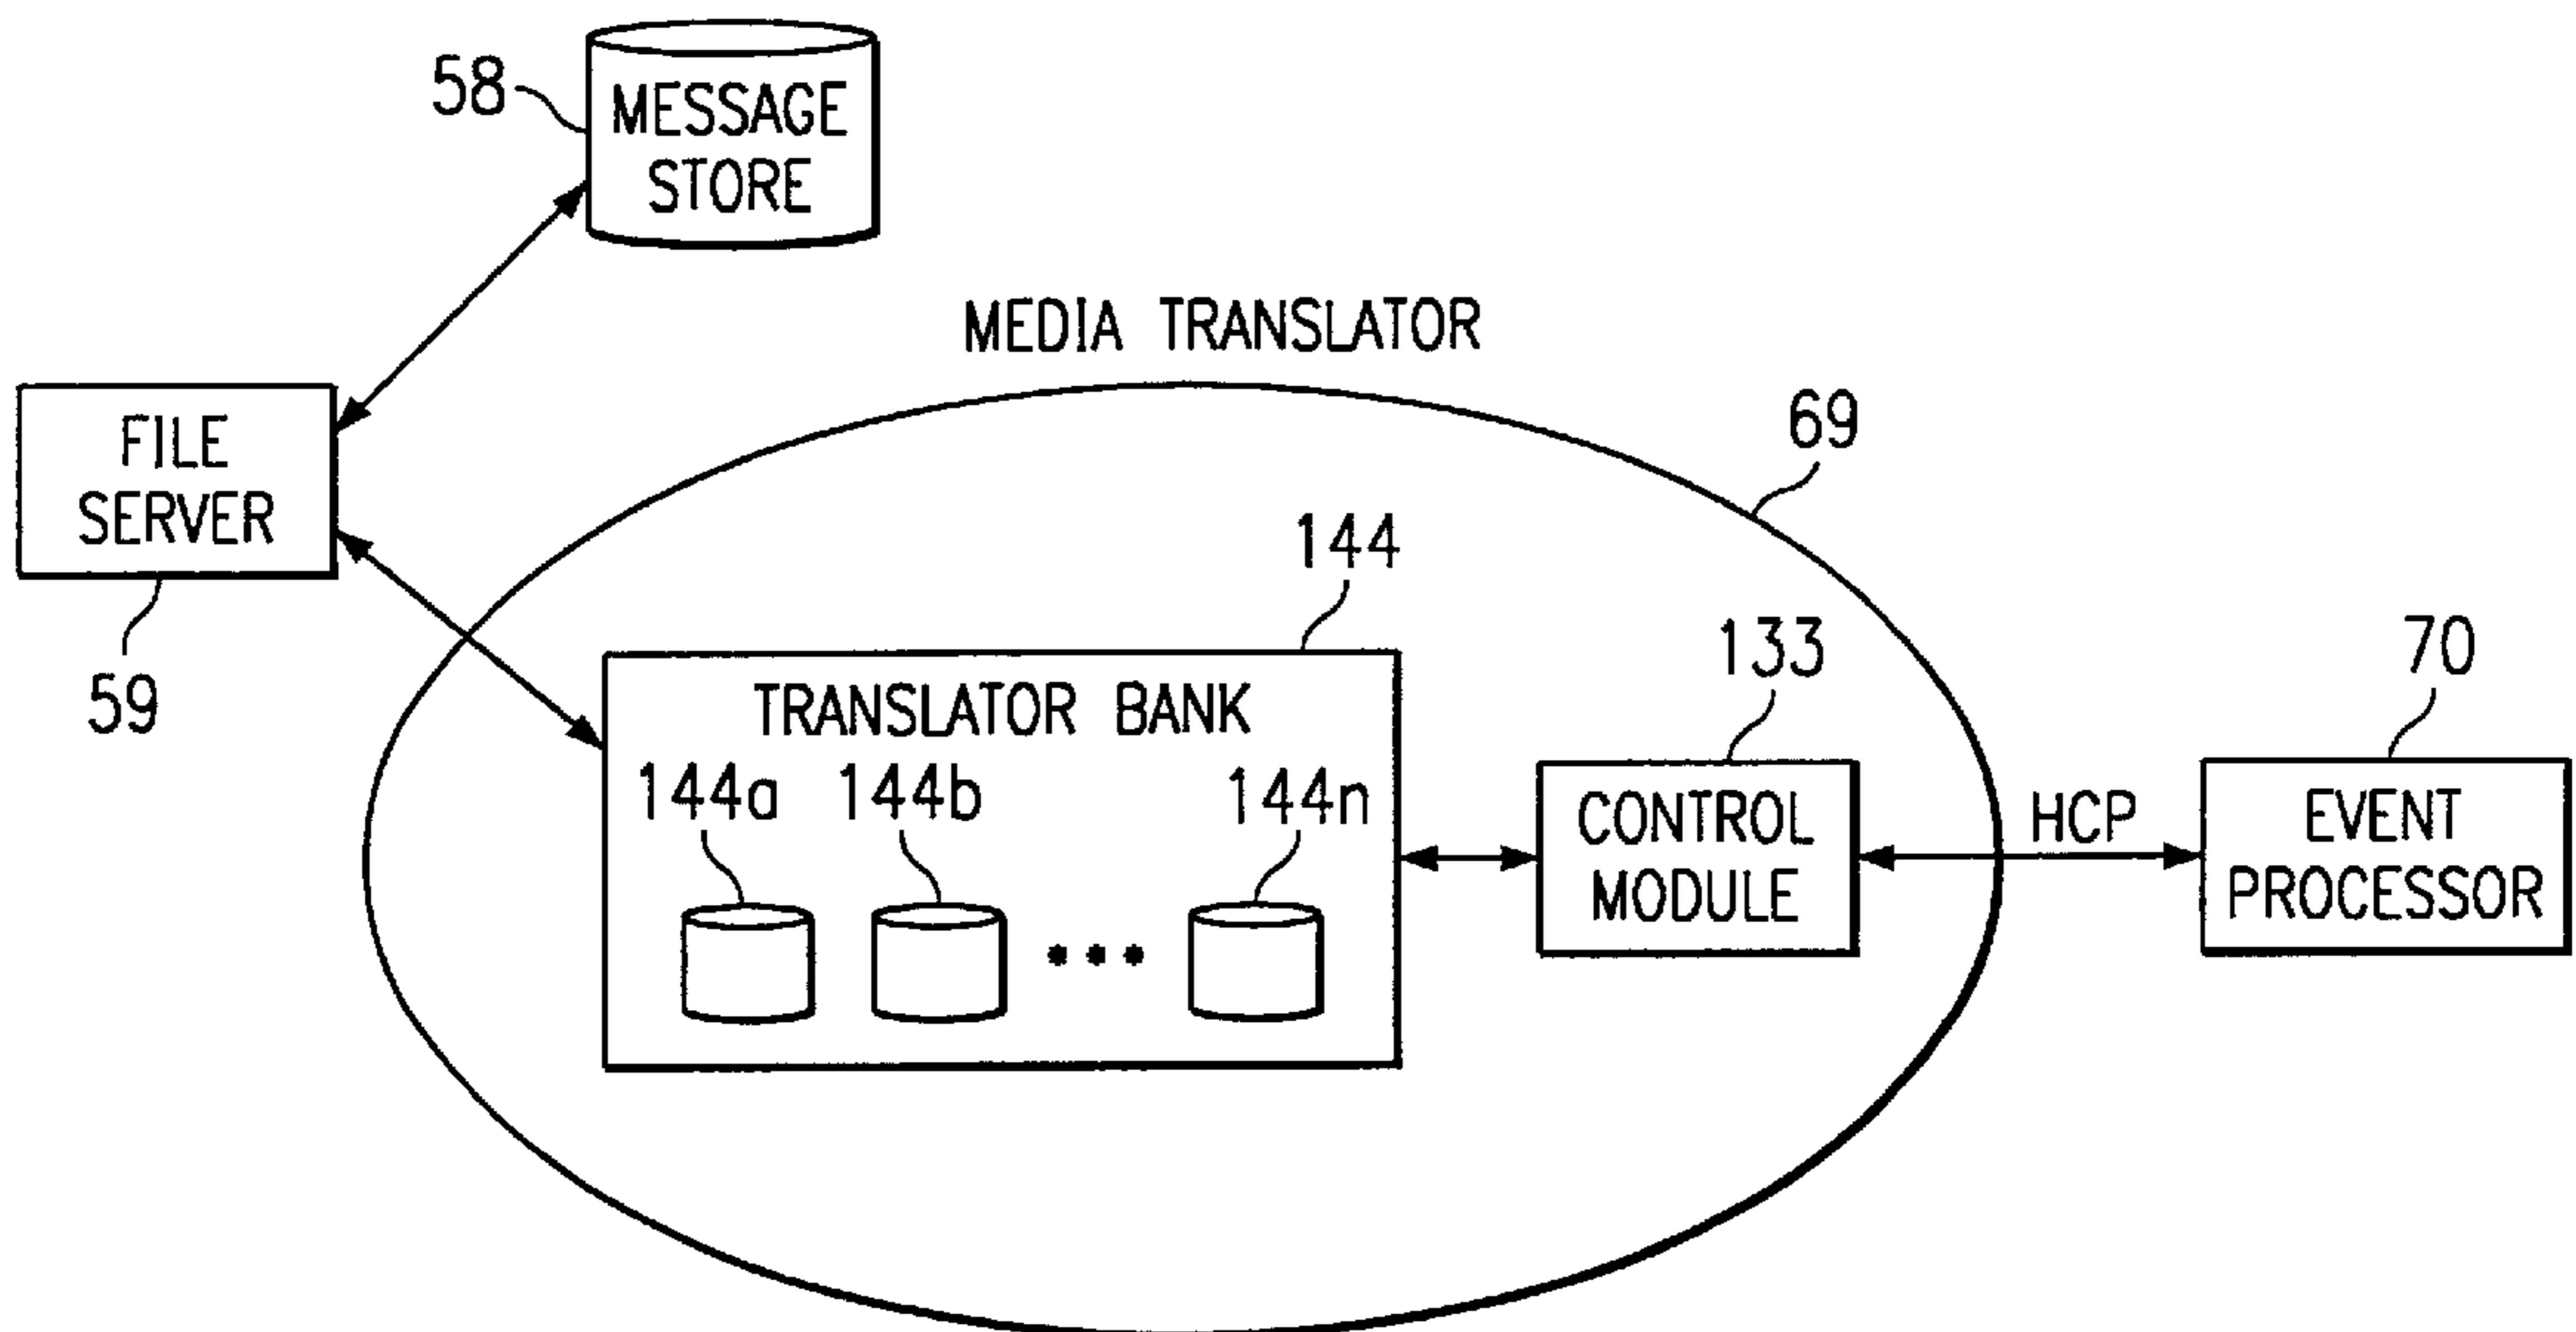 58
MESSAGE
STORE
MEDIA TRANSLATOR
FILE
SERVER
59
69
144
TRANSLATOR BANK
144a 144b 144n
133
CONTROL
MODULE
HCP
70
EVENT
PROCESSOR